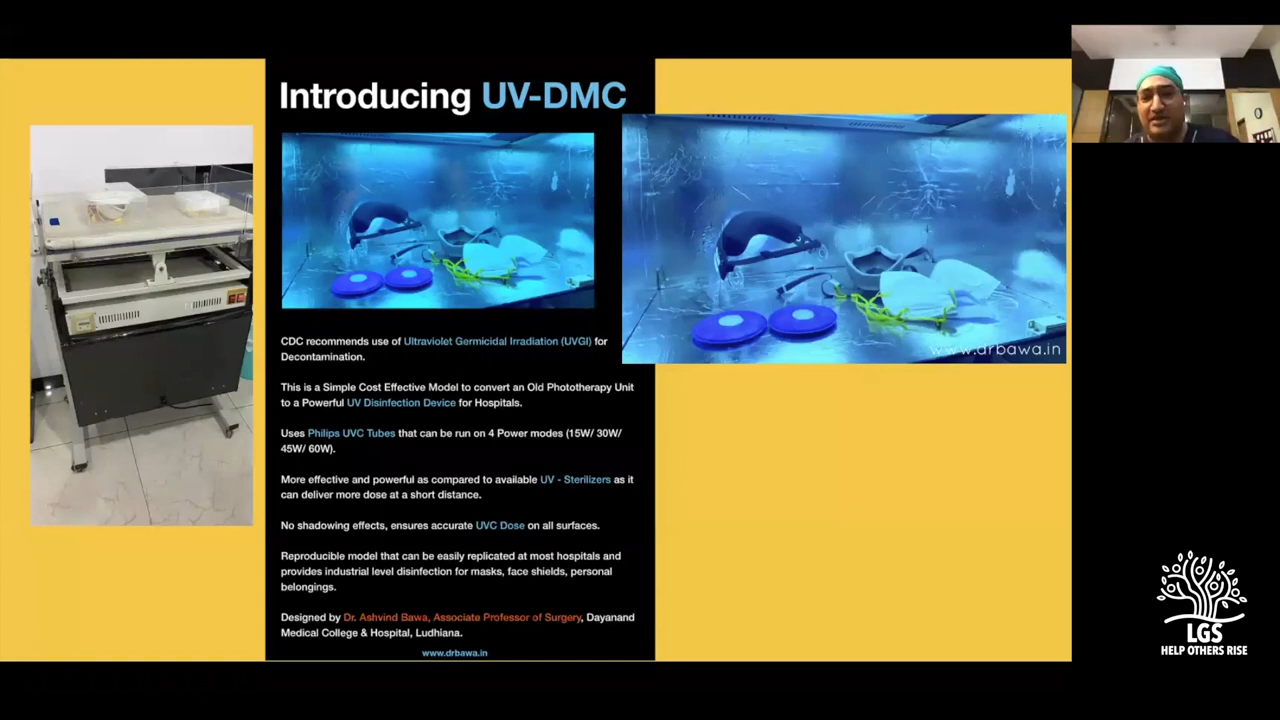 Introducing UV-DMC
CDC recommends use of Ultraviolet Germicidal Irradiation (UVGI) for
Decontamination.
This is a Simple Cost Effective Model to convert an Old Phototherapy Unit
to a Powerful UV Disinfection Device for Hospitals.
Uses Philips UVC Tubes that can be run on 4 Power modes (15W/ 30W/
45W/ 60W).
More effective and powerful as compared to available UV - Sterilizers as it
can deliver more dose at a short distance.
No shadowing effects, ensures accurate UVC Dose on all surfaces.
Reproducible model that can be easily replicated at most hospitals and
provides industrial level disinfection for masks, face shields, personal
belongings.
Designed by Dr. Ashvind Bawa, Associate Professor of Surgery, Dayanand
Medical College & Hospital, Ludhiana.
www.drbawa.in
www.drbawa.in
LGS
HELP OTHERS RISE